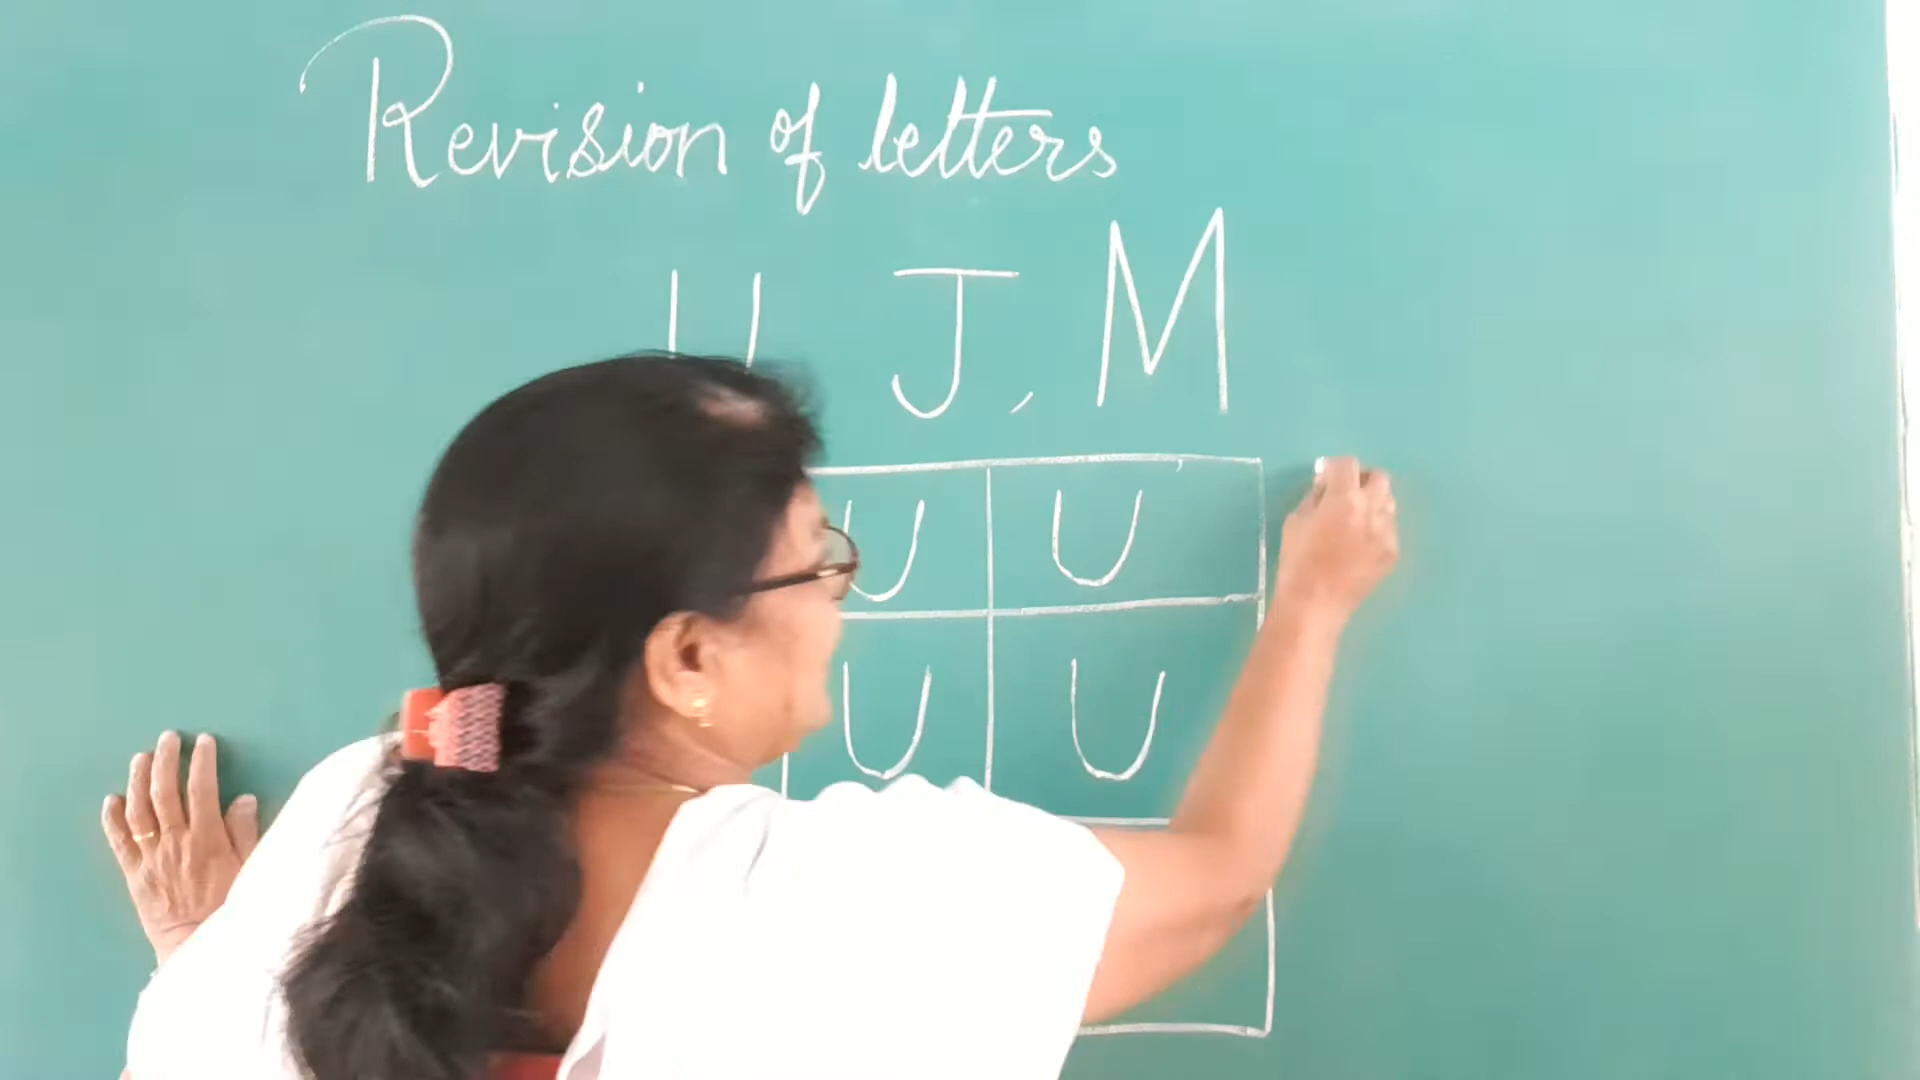 Revision of letters
U J, M
U U
U U